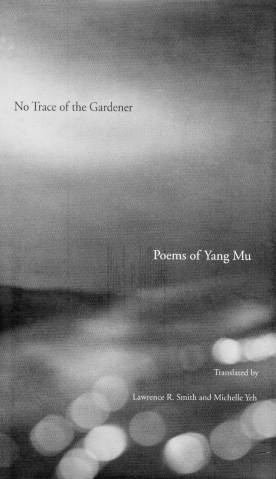 No Trace of the Gardener
Poems of Yang Mu
Translated by
Lawrence R. Smith and Michelle Yeh